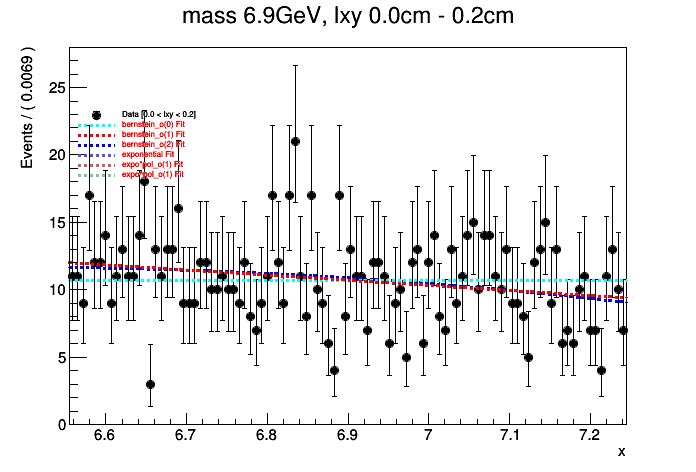 mass 6.9GeV, lxy 0.0cm - 0.2cm
Events / ( 0.0069 )
25
20
15
10
5
0
Data [0.0 < lxy < 0.2]
bernstein_o(0) Fit
bernstein_o(1) Fit
bernstein_o(2) Fit
exponential Fit
expo*pol_o(1) Fit
expo*pol_o(1) Fit
6.6 6.7 6.8 6.9 7 7.1 7.2
x